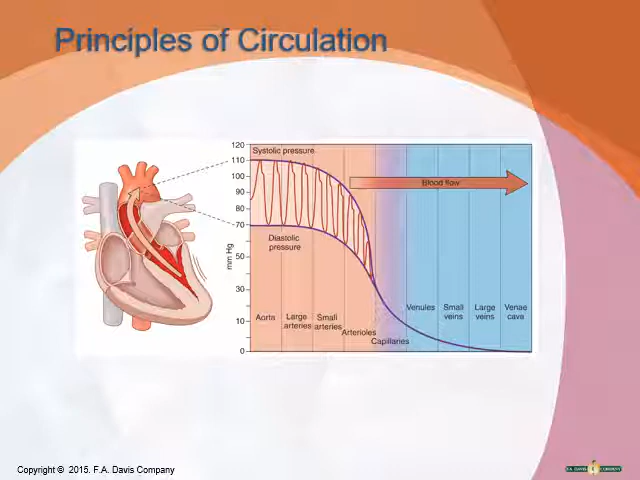 Principles of Circulation
120
Systolic pressure
110
100
90
80
70
50
30
10
0
mm Hg
Blood flow
Diastolic
pressure
Aorta
Large
arteries
Small
arteries
Arterioles
Capillaries
Venules
Small
veins
Large
veins
Venae
cava
Copyright © 2015. F.A. Davis Company
F.A. DAVIS COMPANY